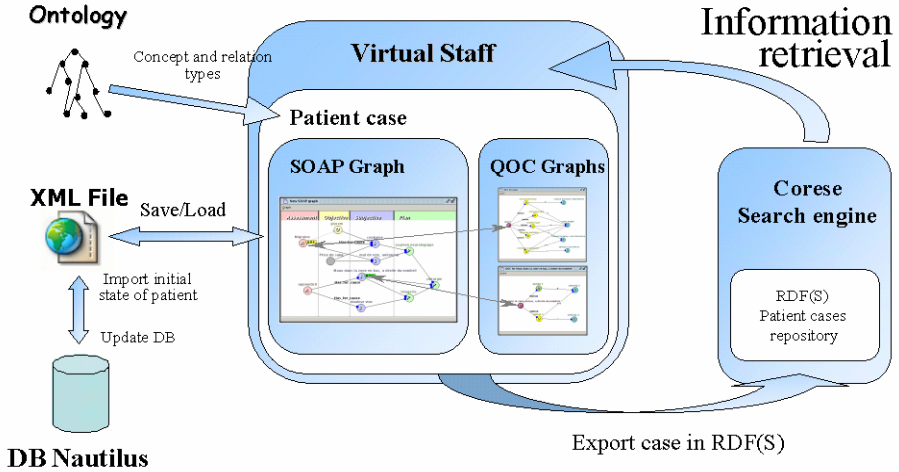 Ontology
Concept and relation
types
Information
retrieval
Virtual Staff
Patient case
SOAP Graph
QOC Graphs
XML File
Save/Load
Corese
Search engine
Import initial
state of patient
RDF(S)
Patient cases
repository
Update DB
DB Nautilus
Export case in RDF(S)